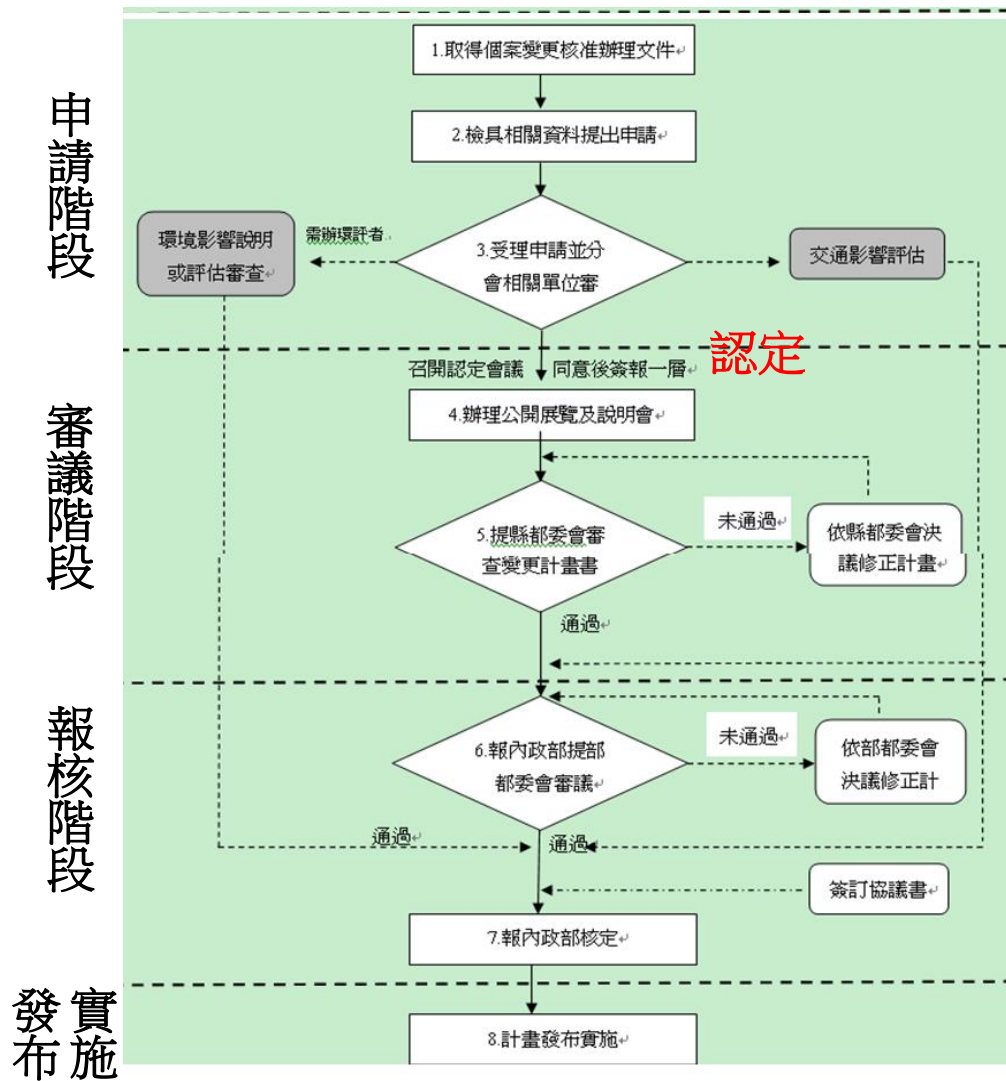 申請階段
1.取得個案變更核准辦理文件
2.檢具相關資料提出申請
環境影響說明
或評估審查
需辦環評者
3.受理申請並分
會相關單位審
交通影響評估
認定
召開認定會議
同意後簽報一層
審議階段
4.辦理公開展覽及說明會
5.提縣都委會審
查變更計畫書
未通過
依縣都委會決
議修正計畫
通過
報核階段
6.報內政部提部
都委會審議
未通過
依部都委會
決議修正計
通過
通過
簽訂協議書
7.報內政部核定
發布
實施
8.計畫發布實施